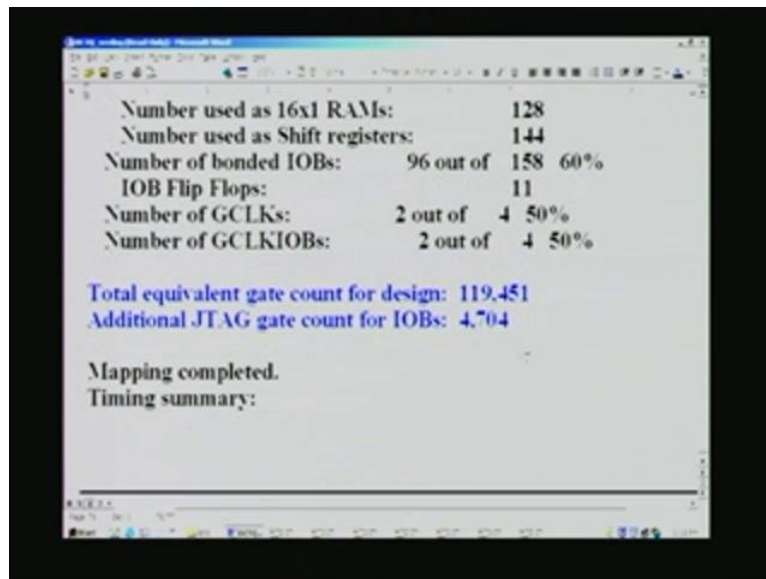 Number used as 16x1 RAMs: 128
Number used as Shift registers: 144
Number of bonded IOBs: 96 out of 158 60%
IOB Flip Flops: 11
Number of GCLKs: 2 out of 4 50%
Number of GCLKIOBs: 2 out of 4 50%
Total equivalent gate count for design: 119,451
Additional JTAG gate count for IOBs: 4,704
Mapping completed.
Timing summary: